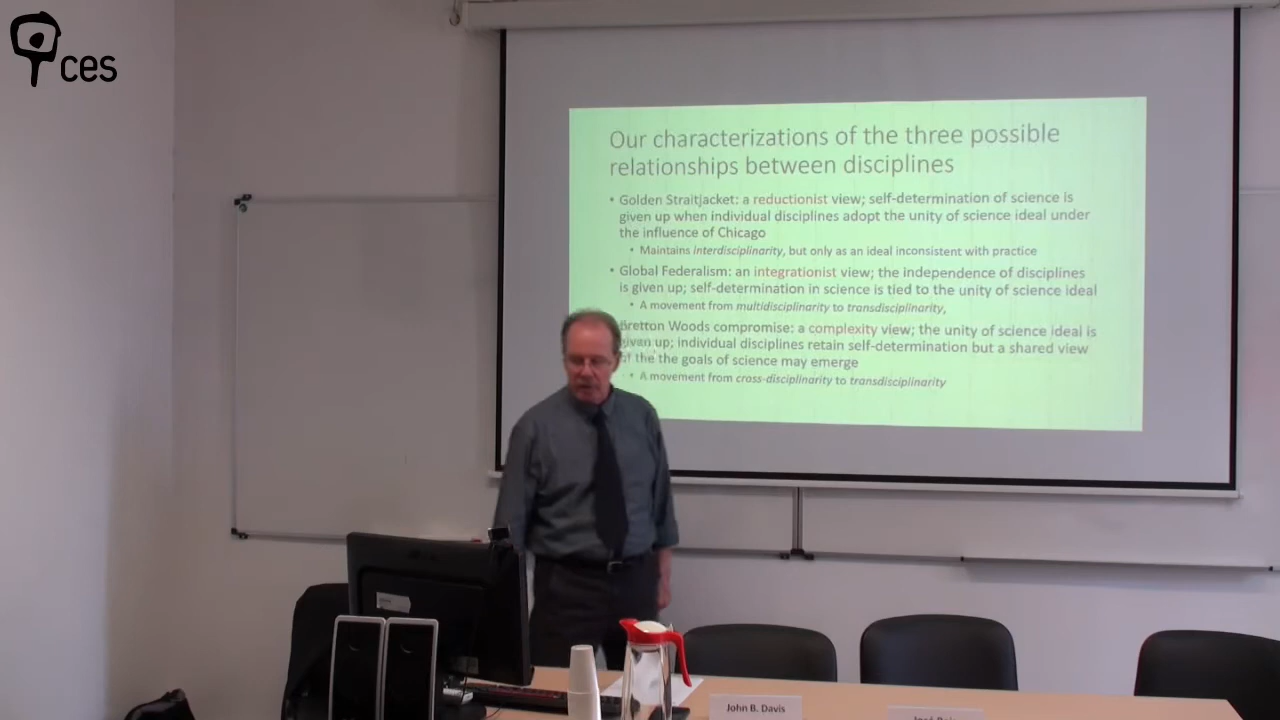 ces
Our characterizations of the three possible
relationships between disciplines
• Golden Straitjacket: a reductionist view; self-determination of science is
given up when individual disciplines adopt the unity of science ideal under
the influence of Chicago
• Maintains interdisciplinarity, but only as an ideal inconsistent with practice
• Global Federalism: an integrationist view; the independence of disciplines
is given up; self-determination in science is tied to the unity of science ideal
• A movement from multidisciplinarity to transdisciplinarity,
Bretton Woods compromise: a complexity view; the unity of science ideal is
given up; individual disciplines retain self-determination but a shared view
of the the goals of science may emerge
• A movement from cross-disciplinarity to transdisciplinarity
John B. Davis
José